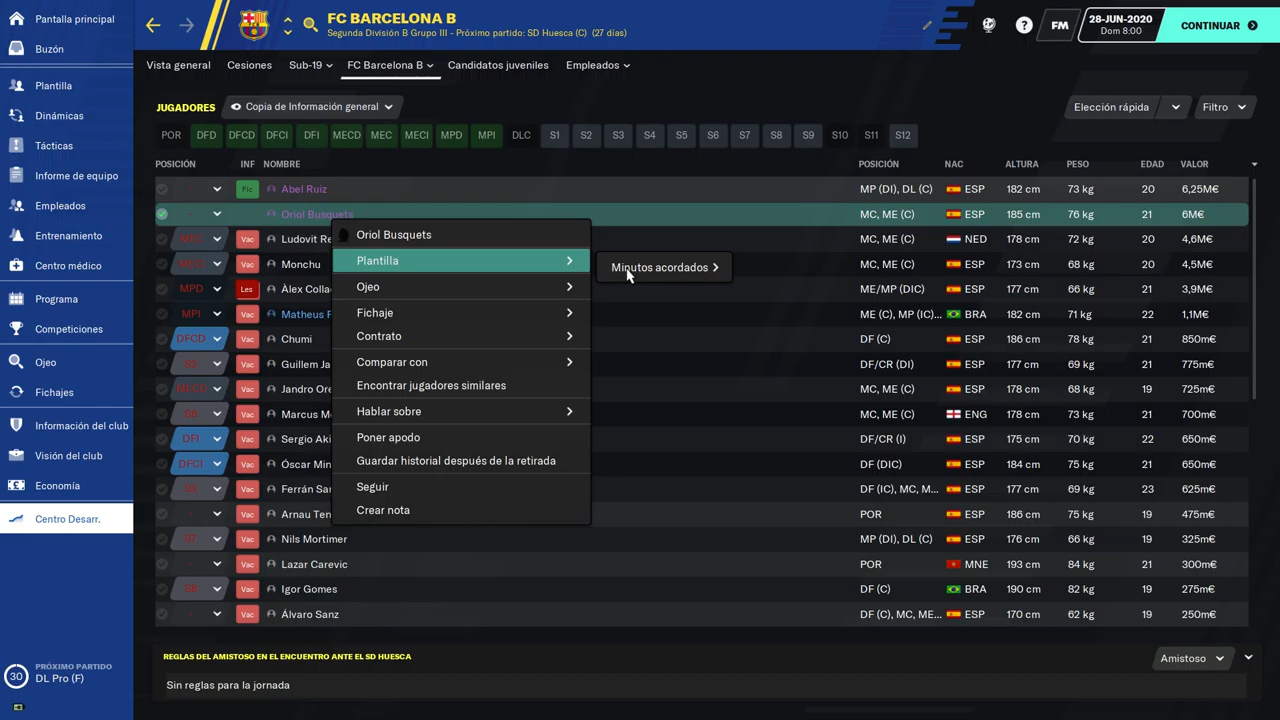 Pantalla principal
Buzón
Plantilla
Dinámicas
Tácticas
Informe de equipo
Empleados
Entrenamiento
Centro médico
Programa
Competiciones
Ojeo
Fichajes
Información del club
Visión del club
Economía
Centro Desarr.
30
PRÓXIMO PARTIDO
DL Pro (F)
FC BARCELONA B
Segunda División B Grupo III - Próximo partido: SD Huesca (C) (27 días)
FM
28-JUN-2020
Dom 8:00
CONTINUAR
Vista general Cesiones Sub-19 FC Barcelona B Candidatos juveniles Empleados
JUGADORES Copia de Información general Elección rápida Filtro
POR DFD DFCD DFCI DFI MECD MEC MECI MPD MPI DLC S1 S2 S3 S4 S5 S6 S7 S8 S9 S10 S11 S12
POSICIÓN INF NOMBRE POSICIÓN NAC ALTURA PESO EDAD VALOR
- Fic Abel Ruiz MP (DI), DL (C) ESP 182 cm 73 kg 20 6,25M€
- Oriol Busquets MC, ME (C) ESP 185 cm 76 kg 21 6M€
Vac Ludovit Re MC, ME (C) NED 178 cm 72 kg 20 4,6M€
Vac Monchu MC, ME (C) ESP 173 cm 68 kg 20 4,5M€
MPD Les Àlex Colla ME/MP (DIC) ESP 177 cm 66 kg 21 3,9M€
MPI Vac Matheus F ME (C), MP (IC)... BRA 182 cm 71 kg 22 1,1M€
DFCD Vac Chumi DF (C) ESP 186 cm 78 kg 21 850m€
Vac Guillem Ja DF/CR (DI) ESP 177 cm 65 kg 21 775m€
Vac Jandro Ore MC, ME (C) ESP 178 cm 68 kg 19 725m€
Vac Marcus M MC, ME (C) ENG 178 cm 73 kg 21 700m€
DFI Vac Sergio Aki DF/CR (I) ESP 175 cm 70 kg 22 650m€
DFCI Vac Óscar Min DF (DIC) ESP 184 cm 75 kg 21 650m€
Vac Ferrán Sar DF (IC), MC, M... ESP 177 cm 69 kg 23 625m€
- Vac Arnau Ten POR ESP 186 cm 75 kg 19 475m€
S7 Vac Nils Mortimer MP (DI), DL (C) ESP 176 cm 66 kg 19 325m€
- Vac Lazar Carevic POR MNE 193 cm 84 kg 21 300m€
Vac Igor Gomes DF (C) BRA 190 cm 82 kg 19 275m€
- Vac Álvaro Sanz DF (C), MC, ME... ESP 170 cm 62 kg 19 250m€
Oriol Busquets
Plantilla
Ojeo
Fichaje
Contrato
Comparar con
Encontrar jugadores similares
Hablar sobre
Poner apodo
Guardar historial después de la retirada
Seguir
Crear nota
Minutos acordados
REGLAS DEL AMISTOSO EN EL ENCUENTRO ANTE EL SD HUESCA
Amistoso
Sin reglas para la jornada